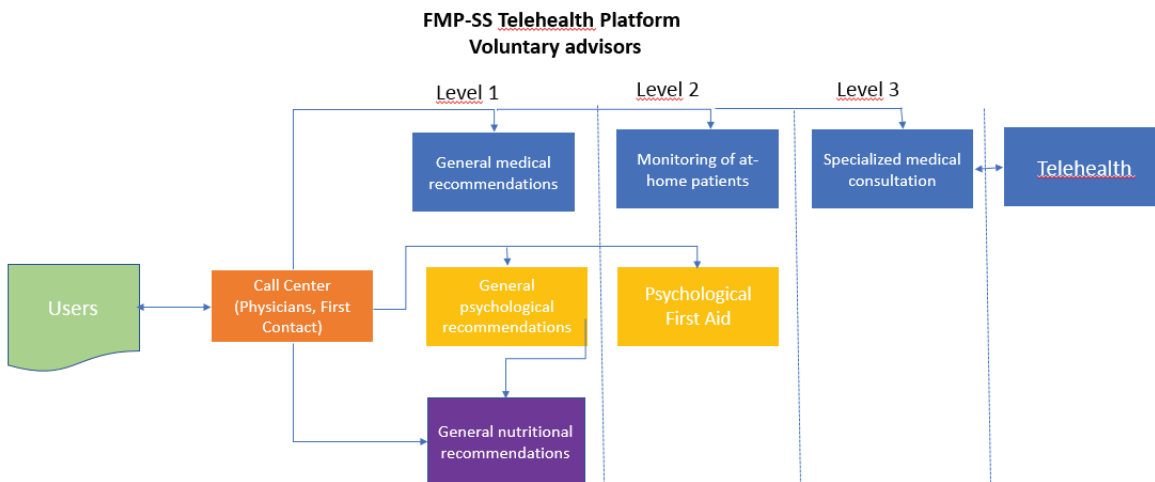 FMP-SS Telehealth Platform
Voluntary advisors
Level 1
Level 2
Level 3
General medical
recommendations
Monitoring of at-
home patients
Specialized medical
consultation
Telehealth
Users
Call Center
(Physicians, First
Contact)
General
psychological
recommendations
Psychological
First Aid
General nutritional
recommendations